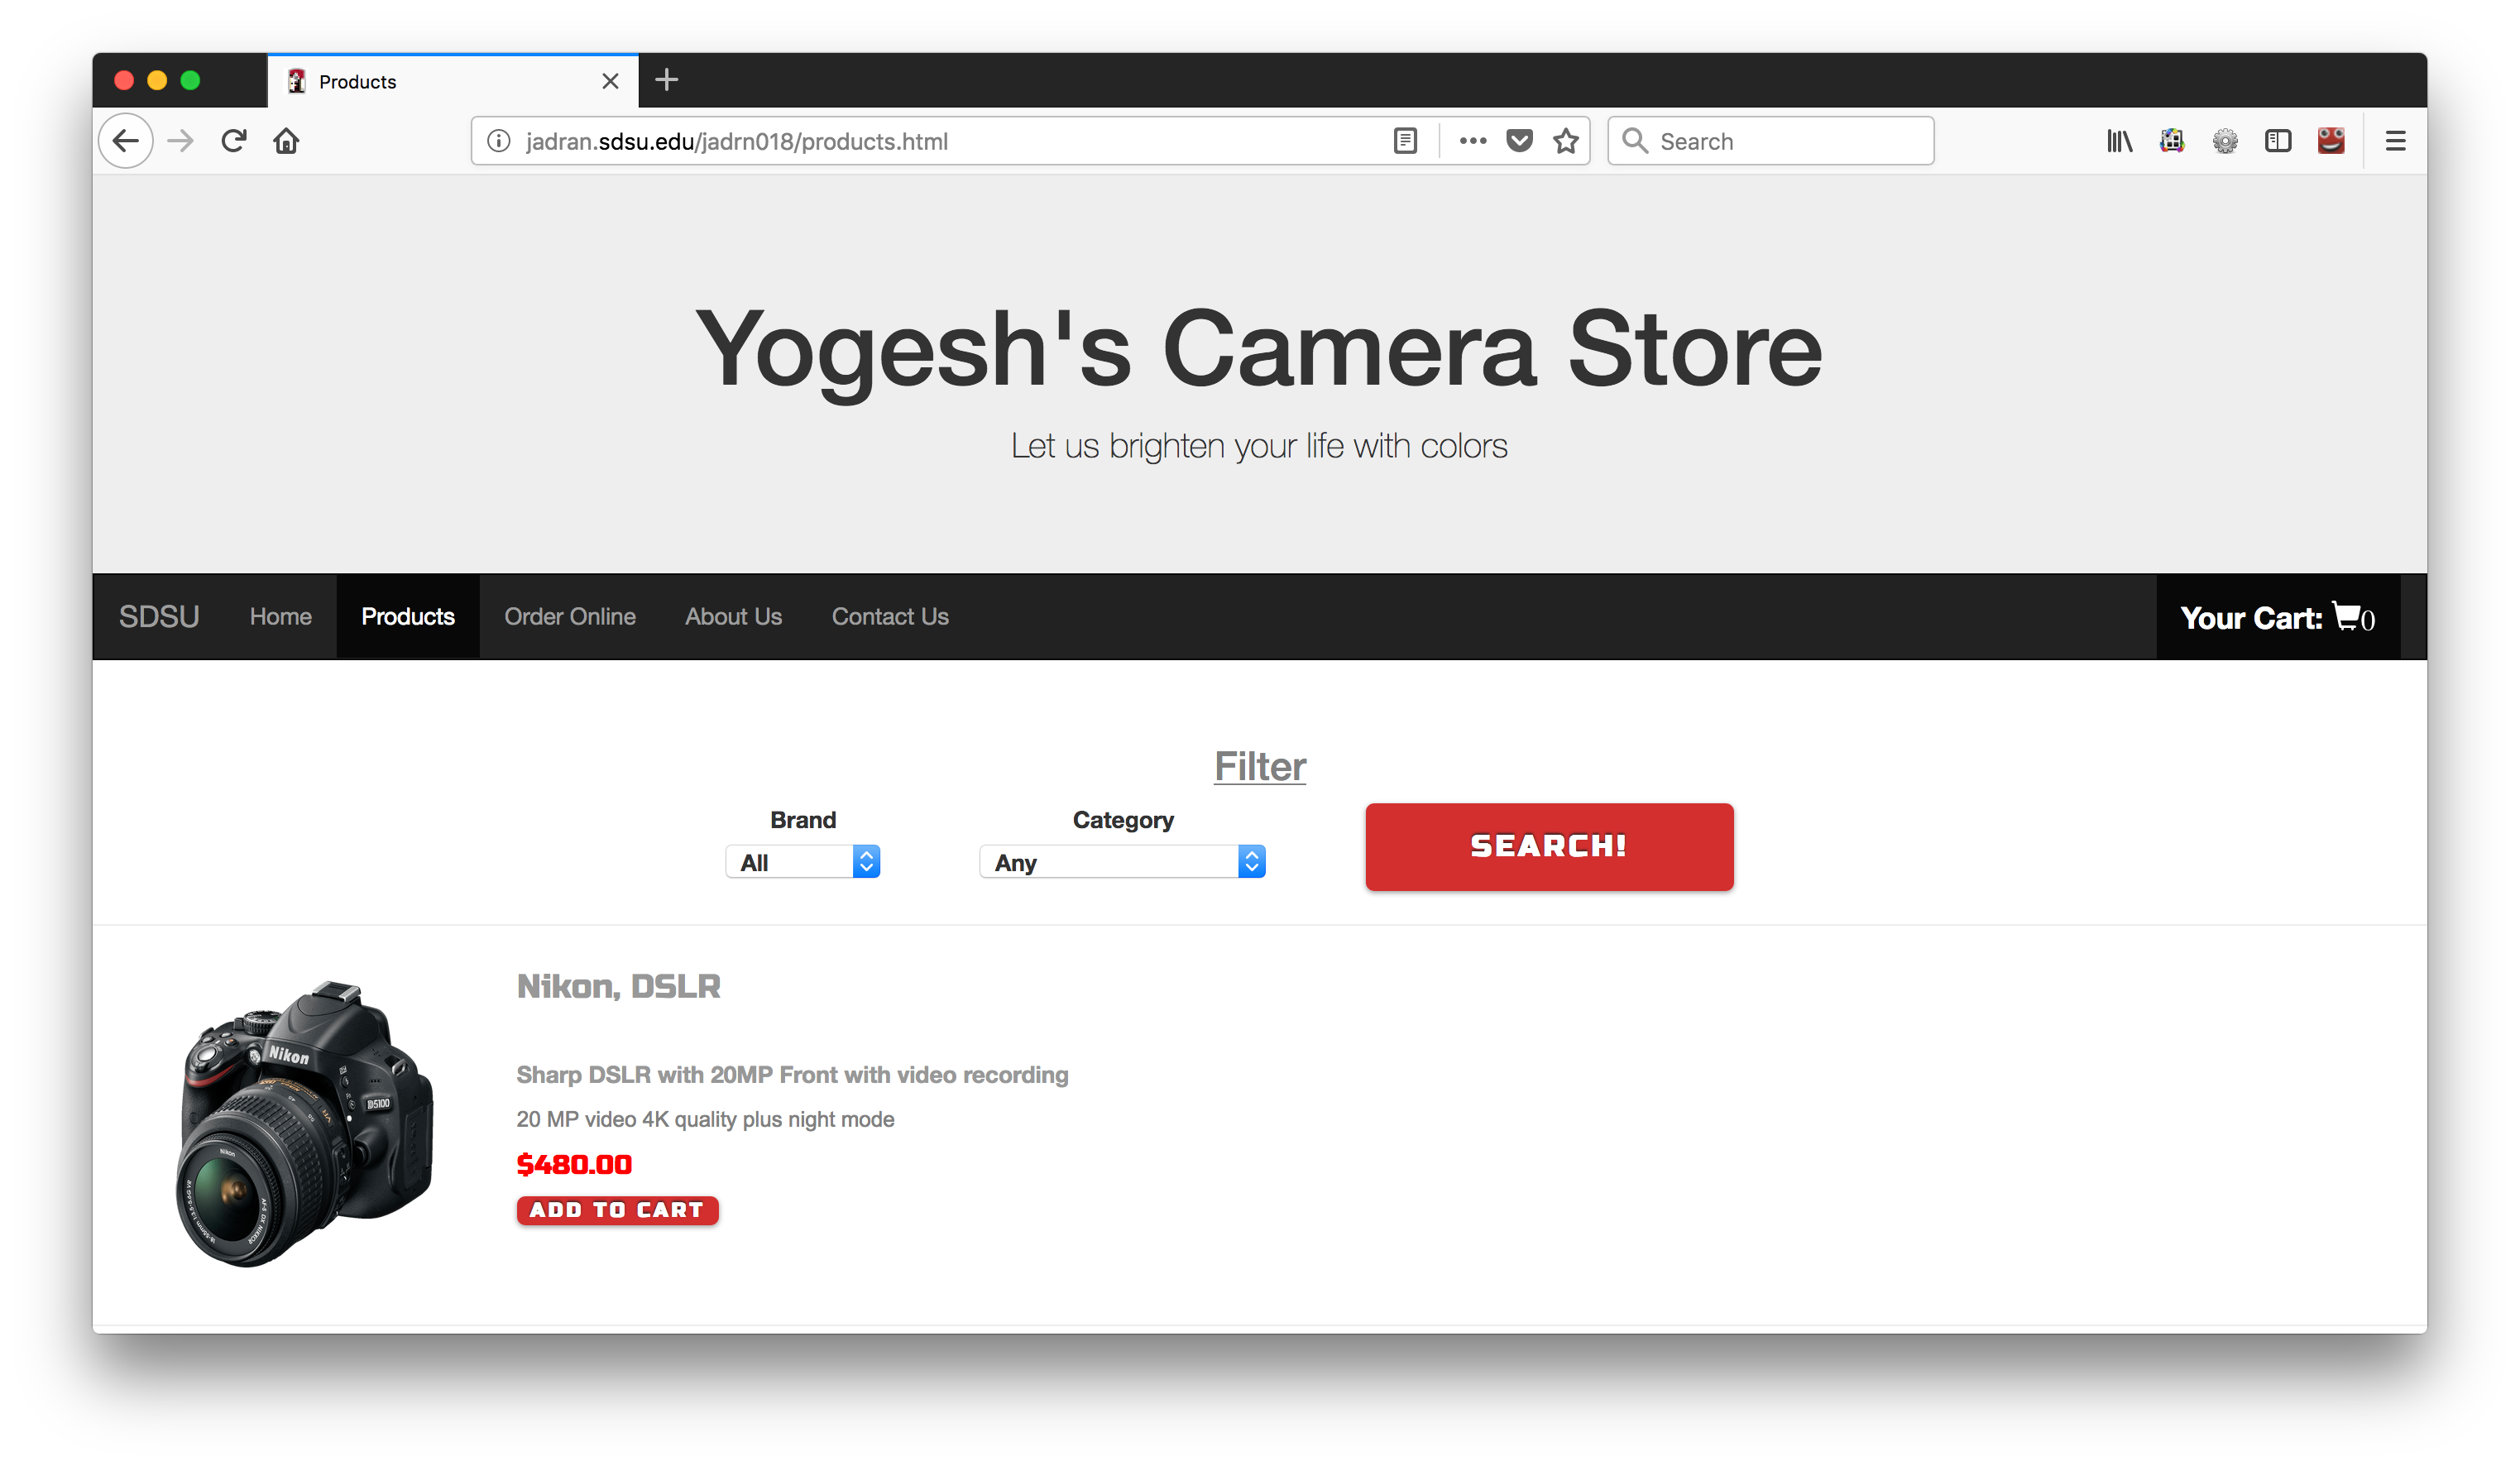 Products
jadran.sdsu.edu/jadrn018/products.html
Search
Yogesh's Camera Store
Let us brighten your life with colors
SDSU Home Products Order Online About Us Contact Us Your Cart: 0
Filter
Brand Category
All Any SEARCH!
Nikon, DSLR
Nikon
D5100
Nikon
Sharp DSLR with 20MP Front with video recording
20 MP video 4K quality plus night mode
$480.00
ADD TO CART